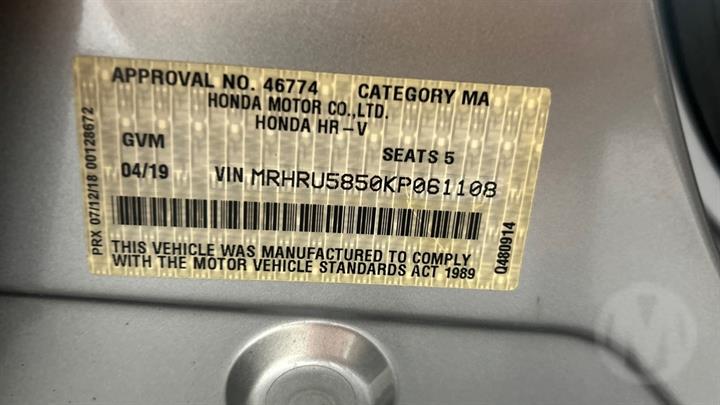 APPROVAL NO. 46774 CATEGORY MA
HONDA MOTOR CO.,LTD.
HONDA HR-V
GVM SEATS 5
04/19 VIN MRHRU5850KP061108
THIS VEHICLE WAS MANUFACTURED TO COMPLY
WITH THE MOTOR VEHICLE STANDARDS ACT 1989
PRX 07/12/18 00128672
Q480914
M